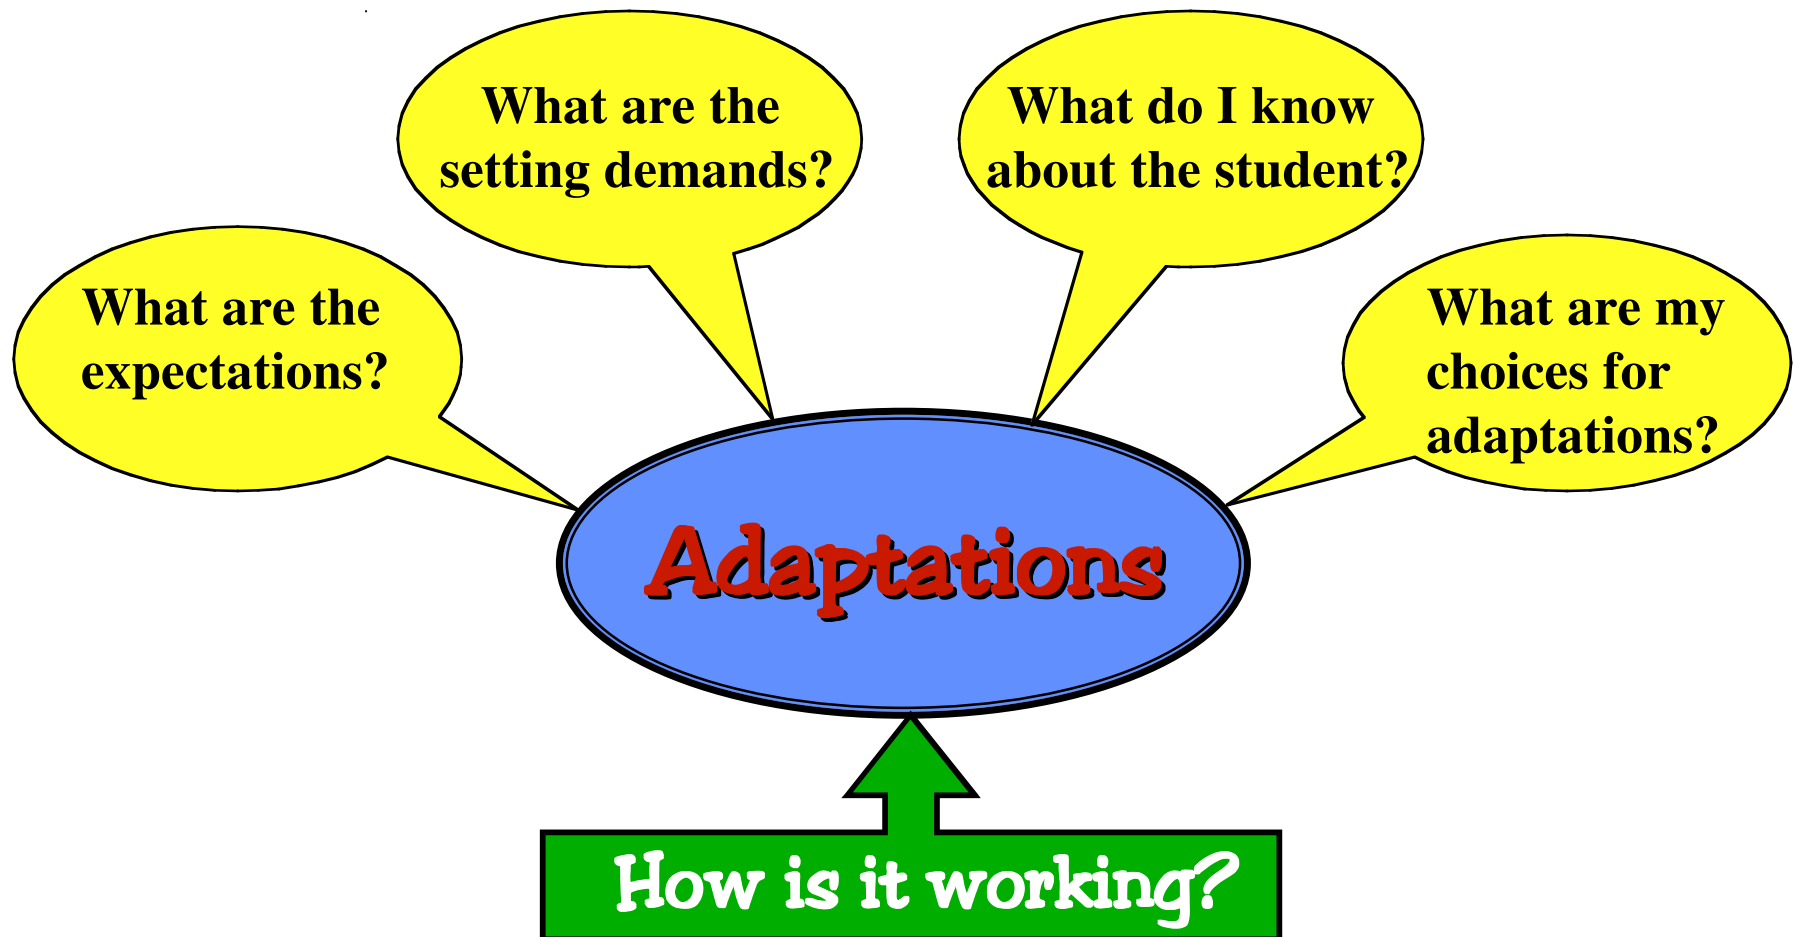 What are the
setting demands?
What do I know
about the student?
What are the
expectations?
What are my
choices for
adaptations?
Adaptations
How is it working?